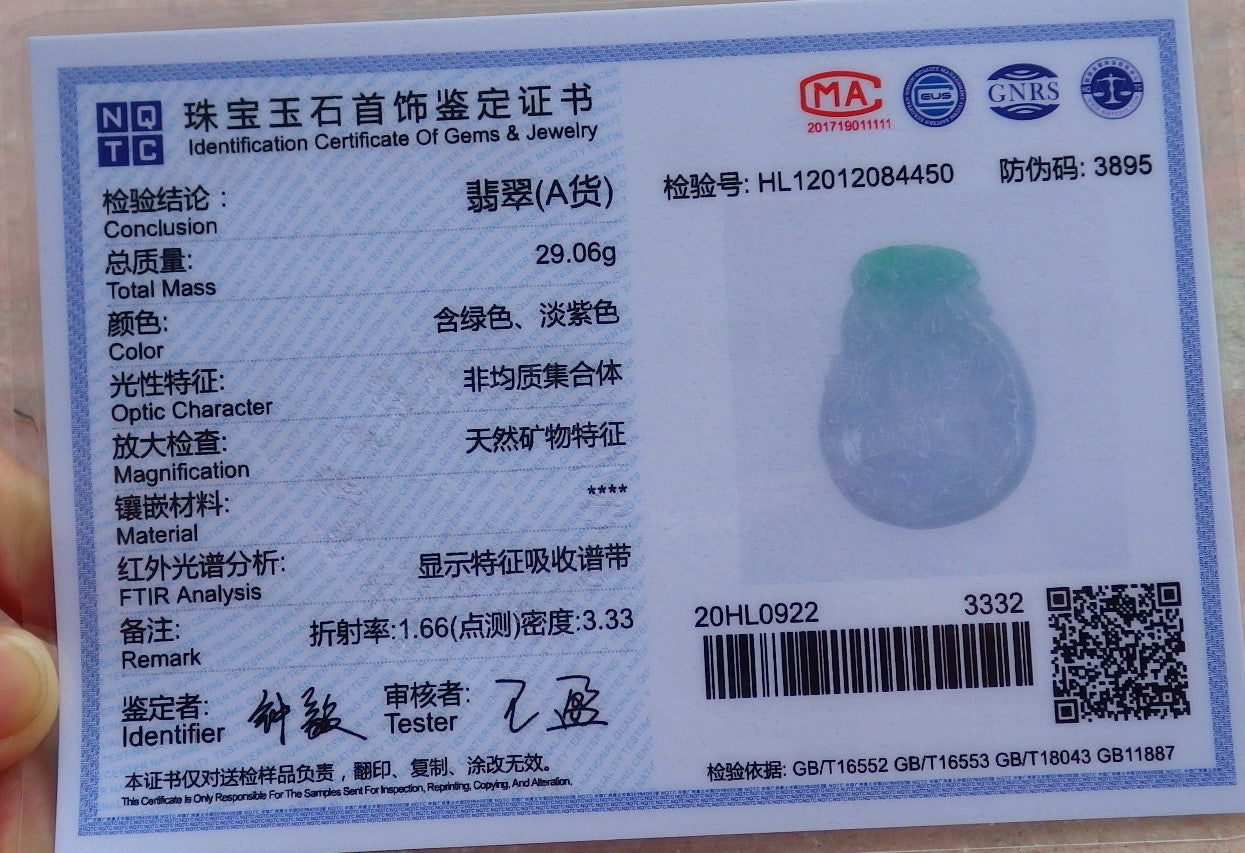 NQ
TC
珠宝玉石首饰鉴定证书
Identification Certificate Of Gems & Jewelry
检验结论：
翡翠(A货)
Conclusion
总质量:
29.06g
Total Mass
颜色:
含绿色、淡紫色
Color
光性特征:
非均质集合体
Optic Character
放大检查:
天然矿物特征
Magnification
镶嵌材料:
****
Material
红外光谱分析:
显示特征吸收谱带
FTIR Analysis
备注:
折射率:1.66(点测)密度:3.33
Remark
鉴定者:
Identifier
审核者:
Tester
本证书仅对送检样品负责，翻印、复制、涂改无效。
This Certificate Is Only Responsible For The Samples Sent For Inspection, Reprinting, Copying, And Alteration.
MA
201719011111
EUS
GNRS
检验号: HL12012084450
防伪码: 3895
20HL0922
3332
检验依据: GB/T16552 GB/T16553 GB/T18043 GB11887